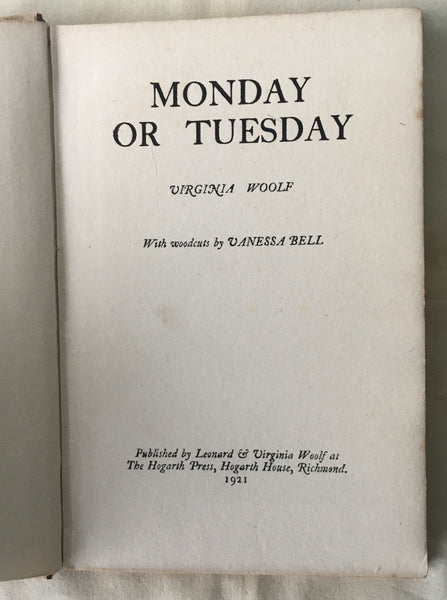 MONDAY
OR TUESDAY
VIRGINIA WOOLF
With woodcuts by VANESSA BELL
Published by Leonard & Virginia Woolf at
The Hogarth Press, Hogarth House, Richmond.
1921